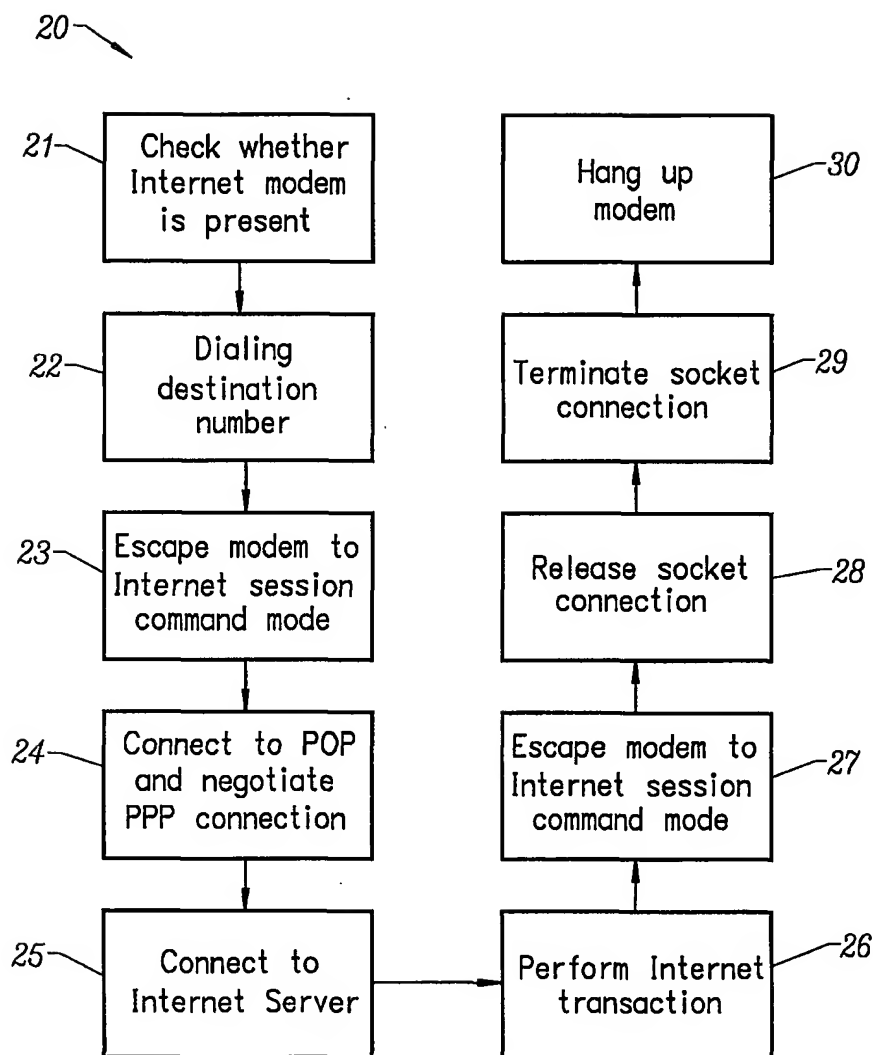 20
21
Check whether
Internet modem
is present
22
Dialing
destination
number
23
Escape modem to
Internet session
command mode
24
Connect to POP
and negotiate
PPP connection
25
Connect to
Internet Server
26
Perform Internet
transaction
27
Escape modem to
Internet session
command mode
28
Release socket
connection
29
Terminate socket
connection
30
Hang up
modem